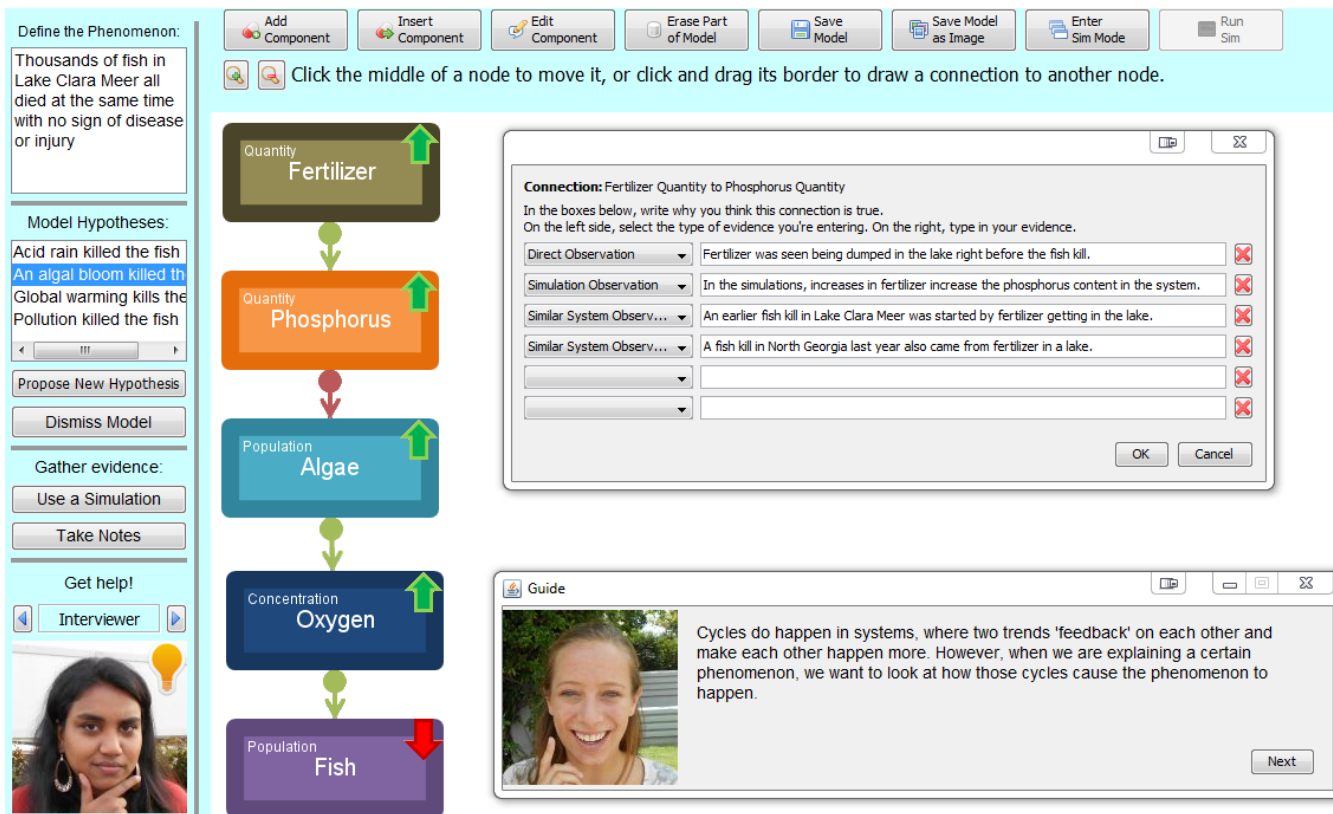 Define the Phenomenon:
Thousands of fish in
Lake Clara Meer all
died at the same time
with no sign of disease
or injury
Model Hypotheses:
Acid rain killed the fish
An algal bloom killed th
Global warming kills the
Pollution killed the fish
Propose New Hypothesis
Dismiss Model
Gather evidence:
Use a Simulation
Take Notes
Get help!
Interviewer
Add
Component
Insert
Component
Edit
Component
Erase Part
of Model
Save
Model
Save Model
as Image
Enter
Sim Mode
Run
Sim
Click the middle of a node to move it, or click and drag its border to draw a connection to another node.
Quantity
Fertilizer
Quantity
Phosphorus
Population
Algae
Concentration
Oxygen
Population
Fish
Connection: Fertilizer Quantity to Phosphorus Quantity
In the boxes below, write why you think this connection is true.
On the left side, select the type of evidence you're entering. On the right, type in your evidence.
Direct Observation Fertilizer was seen being dumped in the lake right before the fish kill.
Simulation Observation In the simulations, increases in fertilizer increase the phosphorus content in the system.
Similar System Observ... An earlier fish kill in Lake Clara Meer was started by fertilizer getting in the lake.
Similar System Observ... A fish kill in North Georgia last year also came from fertilizer in a lake.
OK Cancel
Guide
Cycles do happen in systems, where two trends 'feedback' on each other and
make each other happen more. However, when we are explaining a certain
phenomenon, we want to look at how those cycles cause the phenomenon to
happen.
Next